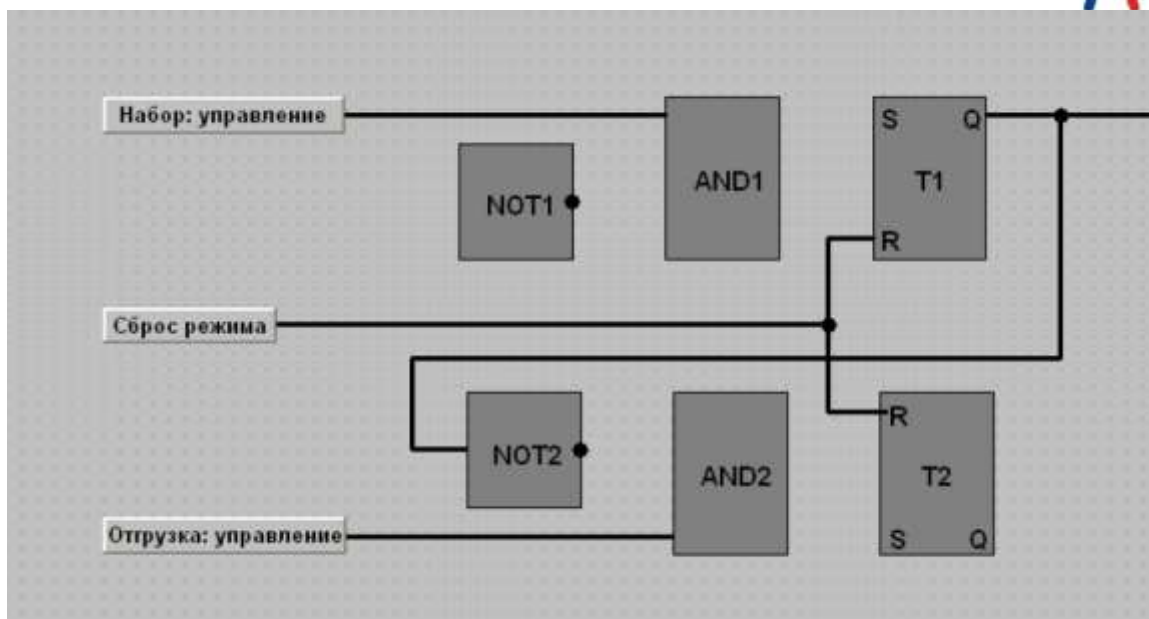 Набор: управление
S Q
AND1
T1
NOT1
R
Сброс режима
R
NOT2
AND2
T2
Отгрузка: управление
S Q